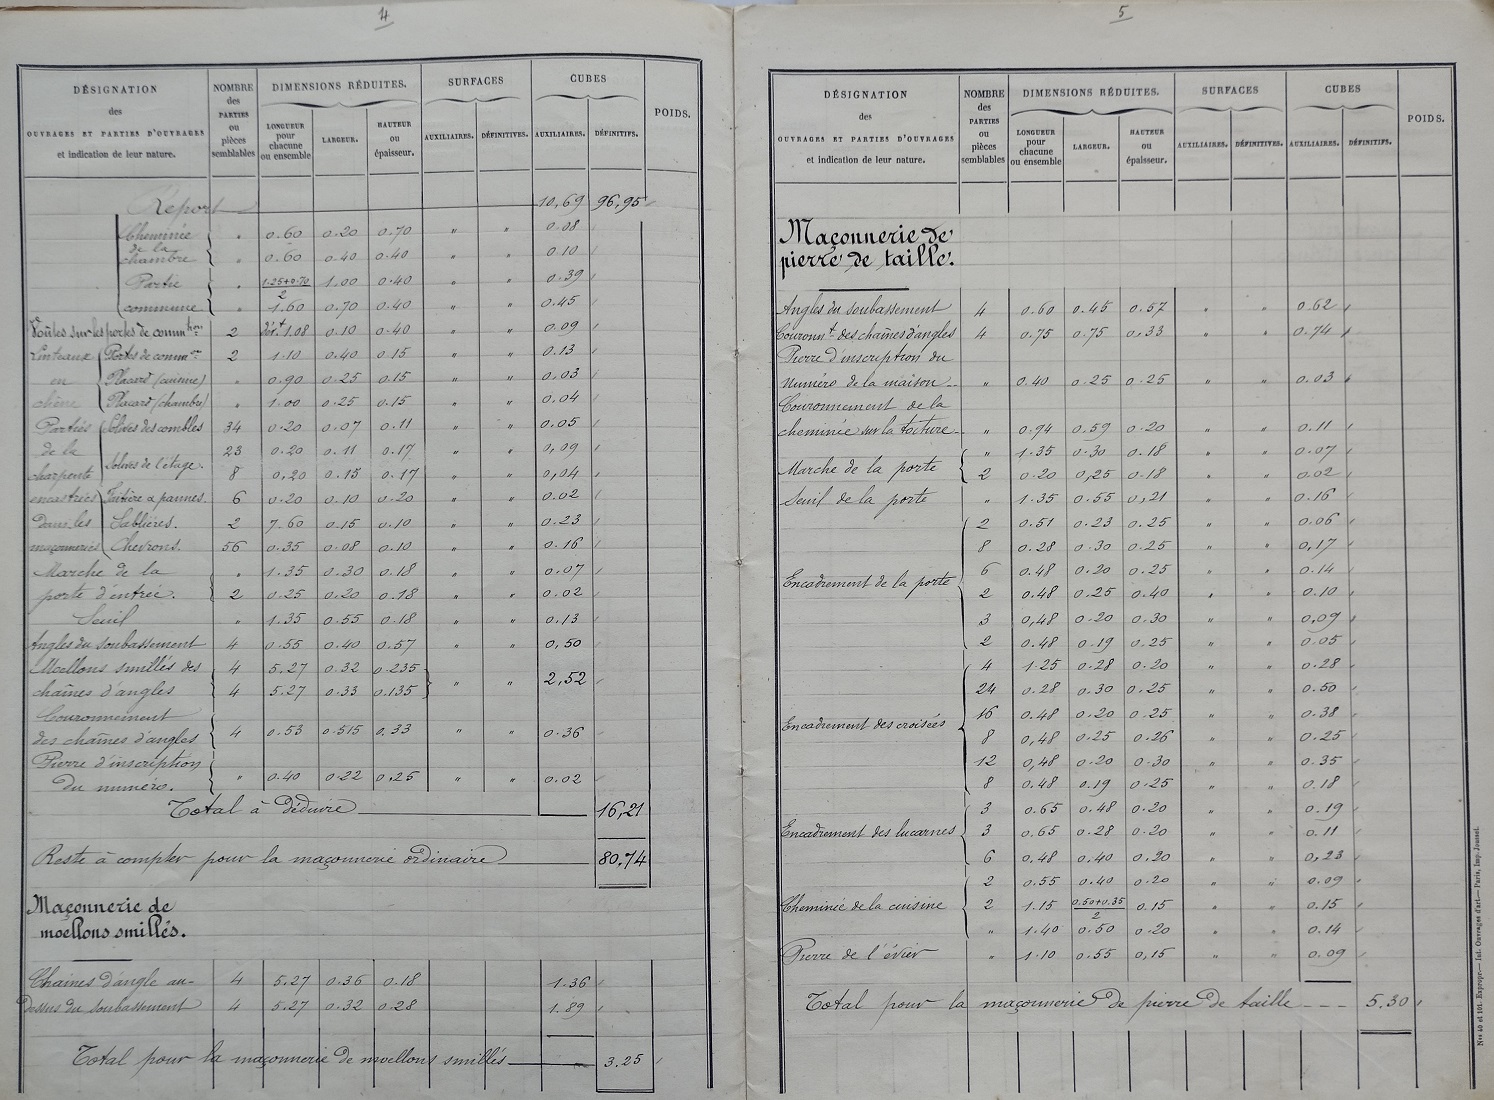 4
DÉSIGNATION des OUVRAGES ET PARTIES D'OUVRAGES et indication de leur nature. NOMBRE des PARTIES ou pièces semblables DIMENSIONS RÉDUITES. LONGUEUR pour chacune ou ensemble LARGEUR. HAUTEUR ou épaisseur. SURFACES AUXILIAIRES. DÉFINITIVES. CUBES AUXILIAIRES. DÉFINITIFS. POIDS.
Report 10,69 96,95
Cheminée 〃 0.60 0.20 0.70 〃 〃 0.08
de la
chambre 〃 0.60 0.40 0.40 〃 〃 0.10
Partie 〃 1.25+0.70/2 1.00 0.40 〃 〃 0.39
commune 〃 1.60 0.70 0.40 〃 〃 0.45
Voûtes sur les portes de common 2 dévt 1.08 0.10 0.40 〃 〃 0.09
Linteaux Portes de common 2 1.10 0.40 0.15 〃 〃 0.13
en Placard (cuisine) 〃 0.90 0.25 0.15 〃 〃 0.03
chêne Placard (chambre) 〃 1.00 0.25 0.15 〃 〃 0.04
Parties Solives des combles 34 0.20 0.07 0.11 〃 〃 0.05
de la 23 0.20 0.11 0.17 〃 〃 0,09
charpente Solives de l'étage. 8 0,20 0.15 0.17 〃 〃 0,04
encastrées Faitière & pannes 6 0.20 0.10 0.20 〃 〃 0.02
dans les Sablières. 2 7.60 0.15 0.10 〃 〃 0.23
maçonneries Chevrons. 56 0.35 0.08 0.10 〃 〃 0.16
Marche de la 〃 1.35 0.30 0.18 〃 〃 0.07
porte d'entrée. 2 0.25 0.20 0.18 〃 〃 0.02
Seuil 〃 1.35 0.55 0.18 〃 〃 0.13
Angles du soubassement 4 0.55 0.40 0.57 〃 〃 0,50
Moellons smillés des 4 5.27 0.32 0.235
chaînes d'angles 4 5.27 0.33 0.135 〃 〃 2,52
Couronnement
des chaînes d'angles 4 0.53 0.515 0,33 〃 〃 0.36
Pierre d'inscription
du numéro. 〃 0.40 0.22 0,25 〃 〃 0.02
Total à déduire 16,21
Reste à compter pour la maçonnerie ordinaire 80,74
Maçonnerie de
moellons smillés.
Chaines d'angle au- 4 5.27 0.36 0.18 1.36
dessus du soubassement 4 5.27 0.32 0.28 1.89
Total pour la maçonnerie de moellons smillés 3.25
5
DÉSIGNATION des OUVRAGES ET PARTIES D'OUVRAGES et indication de leur nature. NOMBRE des PARTIES ou pièces semblables DIMENSIONS RÉDUITES. LONGUEUR pour chacune ou ensemble LARGEUR. HAUTEUR ou épaisseur. SURFACES AUXILIAIRES. DÉFINITIVES. CUBES AUXILIAIRES. DÉFINITIFS. POIDS.
Maçonnerie de
pierre de taille.
Angles du soubassement 4 0.60 0.45 0.57 〃 〃 0.62
Couronnt des chaînes d'angles 4 0.75 0.75 0.33 〃 〃 0.74
Pierre d'inscription du
numéro de la maison 〃 0.40 0.25 0.25 〃 〃 0.03
Couronnement de la
cheminée sur la toiture 〃 0.94 0.59 0.20 〃 〃 0.11
〃 1.35 0.30 0.18 〃 〃 0.07
Marche de la porte 2 0.20 0,25 0.18 〃 〃 0.02
Seuil de la porte 〃 1.35 0.55 0,21 〃 〃 0.16
2 0.51 0.23 0.25 〃 〃 0.06
8 0.28 0.30 0.25 〃 〃 0,17
Encadrement de la porte 6 0.48 0.20 0.25 〃 〃 0.14
2 0.48 0.25 0.40 〃 〃 0.10
3 0,48 0.20 0.30 〃 〃 0,09
2 0.48 0.19 0.25 〃 〃 0.05
4 1.25 0.28 0.20 〃 〃 0.28
24 0.28 0.30 0.25 〃 〃 0.50
16 0.48 0.20 0.25 〃 〃 0.38
Encadrement des croisées 8 0,48 0.25 0.26 〃 〃 0.25
12 0,48 0.20 0.30 〃 〃 0.35
8 0.48 0.19 0.25 〃 〃 0.18
3 0.65 0.48 0.20 〃 〃 0.19
Encadrement des lucarnes 3 0.65 0.28 0.20 〃 〃 0.11
6 0,48 0.40 0.20 〃 〃 0,23
2 0.55 0.40 0.20 〃 〃 0.09
Cheminée de la cuisine 2 1.15 0.50+0.35/2 0.15 〃 〃 0.15
〃 1.40 0.50 0.20 〃 〃 0.14
Pierre de l'évier 〃 1.10 0.55 0,15 〃 〃 0.09
Total pour la maçonnerie de pierre de taille 5.30
Nos 40 et 101. Expropr.— Int. Ouvrages d'art.— Paris, Imp. Jousset.